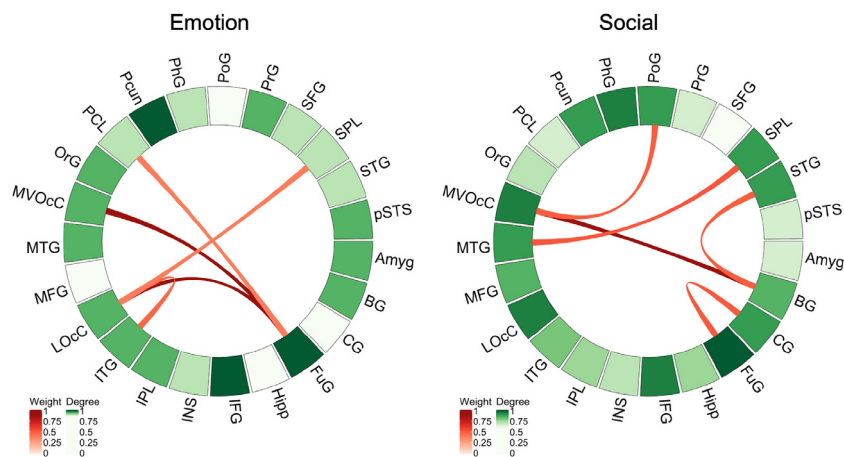 Emotion
PoG
PrG
SFG
SPL
STG
pSTS
Amyg
BG
CG
FuG
Hipp
IFG
INS
IPL
ITG
LOcC
MFG
MTG
MVOcC
OrG
PCL
Pcun
PhG
Weight Degree
1 1
0.75 0.75
0.5 0.5
0.25 0.25
0 0
Social
PoG
PrG
SFG
SPL
STG
pSTS
Amyg
BG
CG
FuG
Hipp
IFG
INS
IPL
ITG
LOcC
MFG
MTG
MVOcC
OrG
PCL
Pcun
PhG
Weight Degree
1 1
0.75 0.75
0.5 0.5
0.25 0.25
0 0